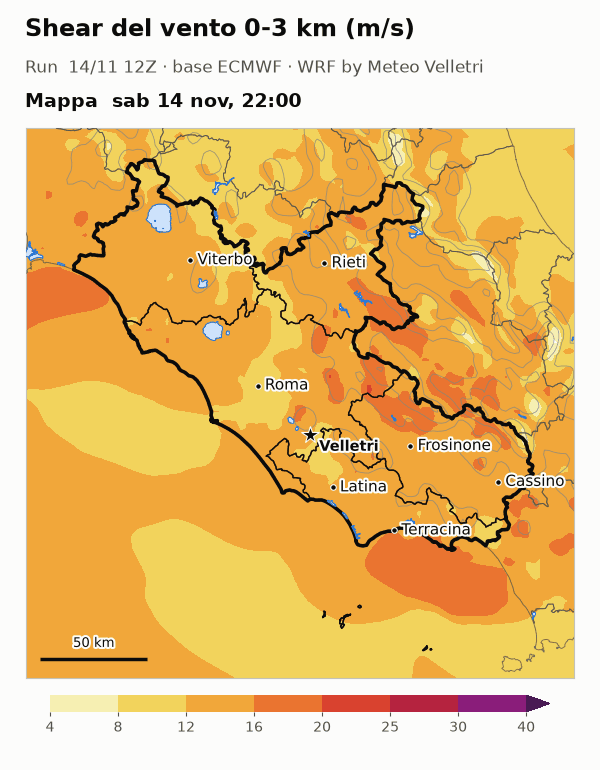 Shear del vento 0-3 km (m/s)
Run 14/11 12Z · base ECMWF · WRF by Meteo Velletri
Mappa sab 14 nov, 22:00
Viterbo
Rieti
Roma
Velletri
Frosinone
Latina
Cassino
Terracina
50 km
4 8 12 16 20 25 30 40